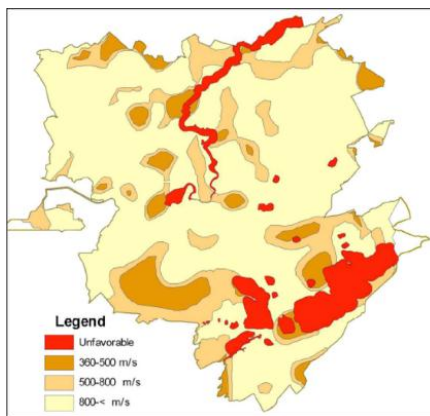 Legend
Unfavorable
360-500 m/s
500-800 m/s
800-< m/s